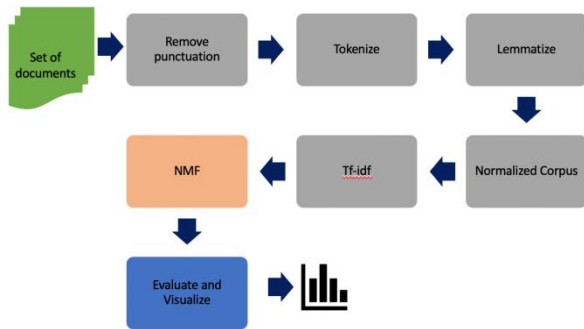 Set of
documents
Remove
punctuation
Tokenize
Lemmatize
Normalized Corpus
Tf-idf
NMF
Evaluate and
Visualize